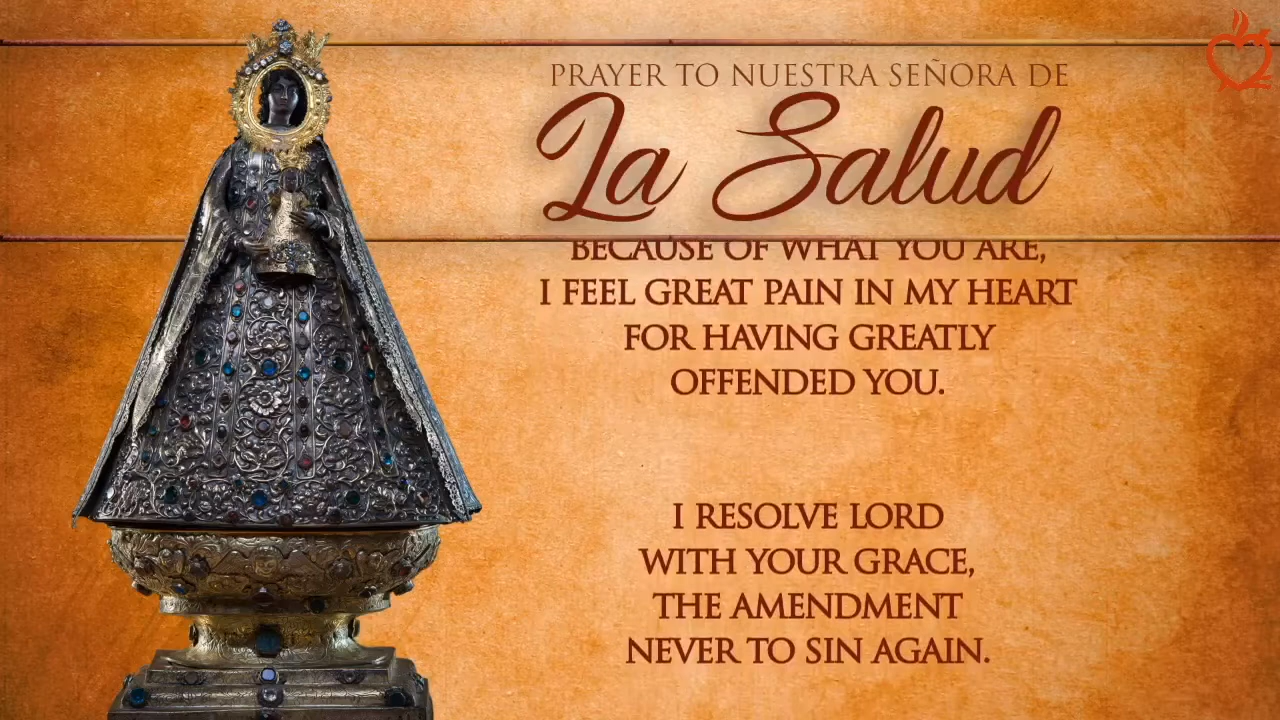 PRAYER TO NUESTRA SEÑORA DE
La Salud
BECAUSE OF WHAT YOU ARE,
I FEEL GREAT PAIN IN MY HEART
FOR HAVING GREATLY
OFFENDED YOU.
I RESOLVE LORD
WITH YOUR GRACE,
THE AMENDMENT
NEVER TO SIN AGAIN.